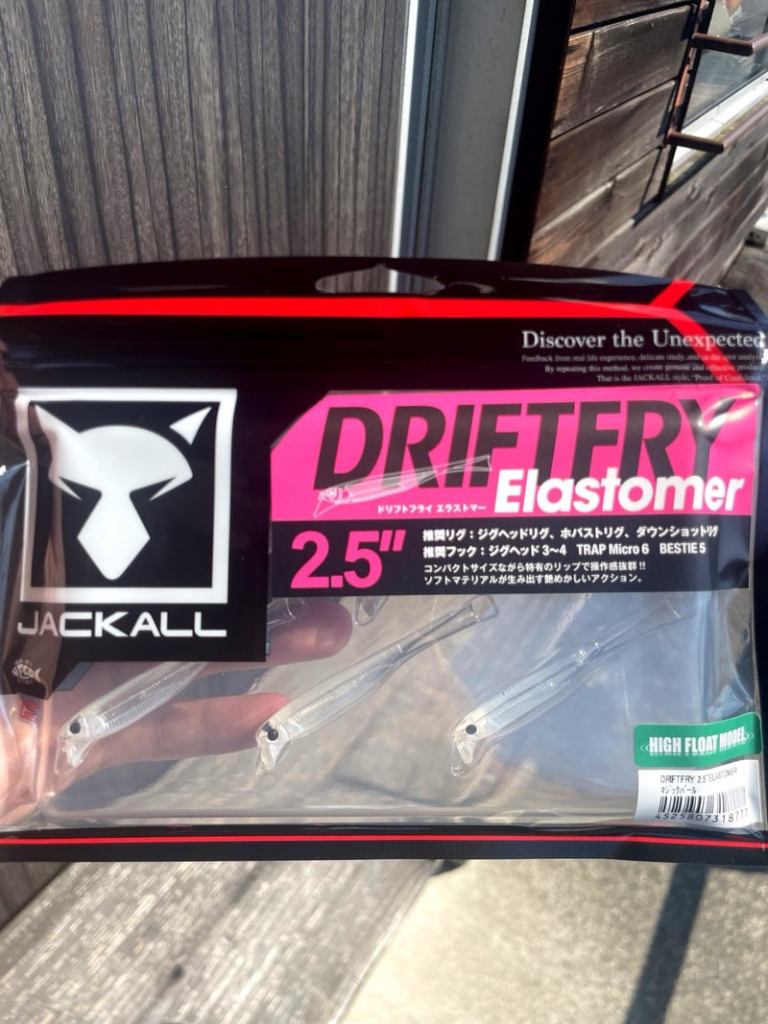 Discover the Unexpected
Feedback from real life experience, delicate study, and on the spot analys
By repeating this method, we create genuine and effective produc
That is the JACKALL style, "Proof of Confidence."
DRIFTFRY
Elastomer
ドリフトフライ エラストマー
2.5"
推奨リグ：ジグヘッドリグ、ホバストリグ、ダウンショットリグ
推奨フック：ジグヘッド3〜4 TRAP Micro 6 BESTIE 5
コンパクトサイズながら特有のリップで操作感抜群!!
ソフトマテリアルが生み出す艶めかしいアクション。
JACKALL
HIGH FLOAT MODEL
DRIFTFRY 2.5"ELASTOMER
マジックパール
4525807318777